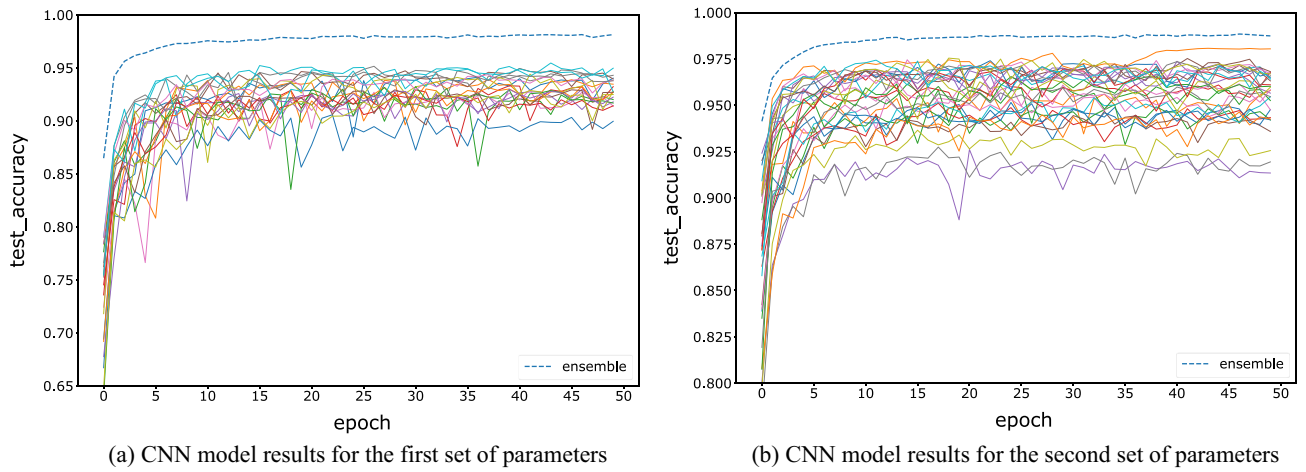 1.00
0.95
0.90
0.85
0.80
0.75
0.70
0.65
test_accuracy
0 5 10 15 20 25 30 35 40 45 50
epoch
ensemble
(a) CNN model results for the first set of parameters
1.000
0.975
0.950
0.925
0.900
0.875
0.850
0.825
0.800
test_accuracy
0 5 10 15 20 25 30 35 40 45 50
epoch
ensemble
(b) CNN model results for the second set of parameters